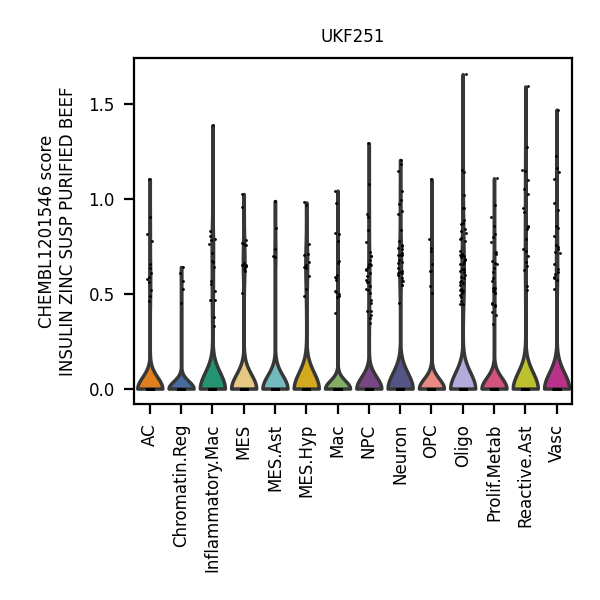 UKF251
CHEMBL1201546 score
INSULIN ZINC SUSP PURIFIED BEEF
1.5
1.0
0.5
0.0
AC
Chromatin.Reg
Inflammatory.Mac
MES
MES.Ast
MES.Hyp
Mac
NPC
Neuron
OPC
Oligo
Prolif.Metab
Reactive.Ast
Vasc